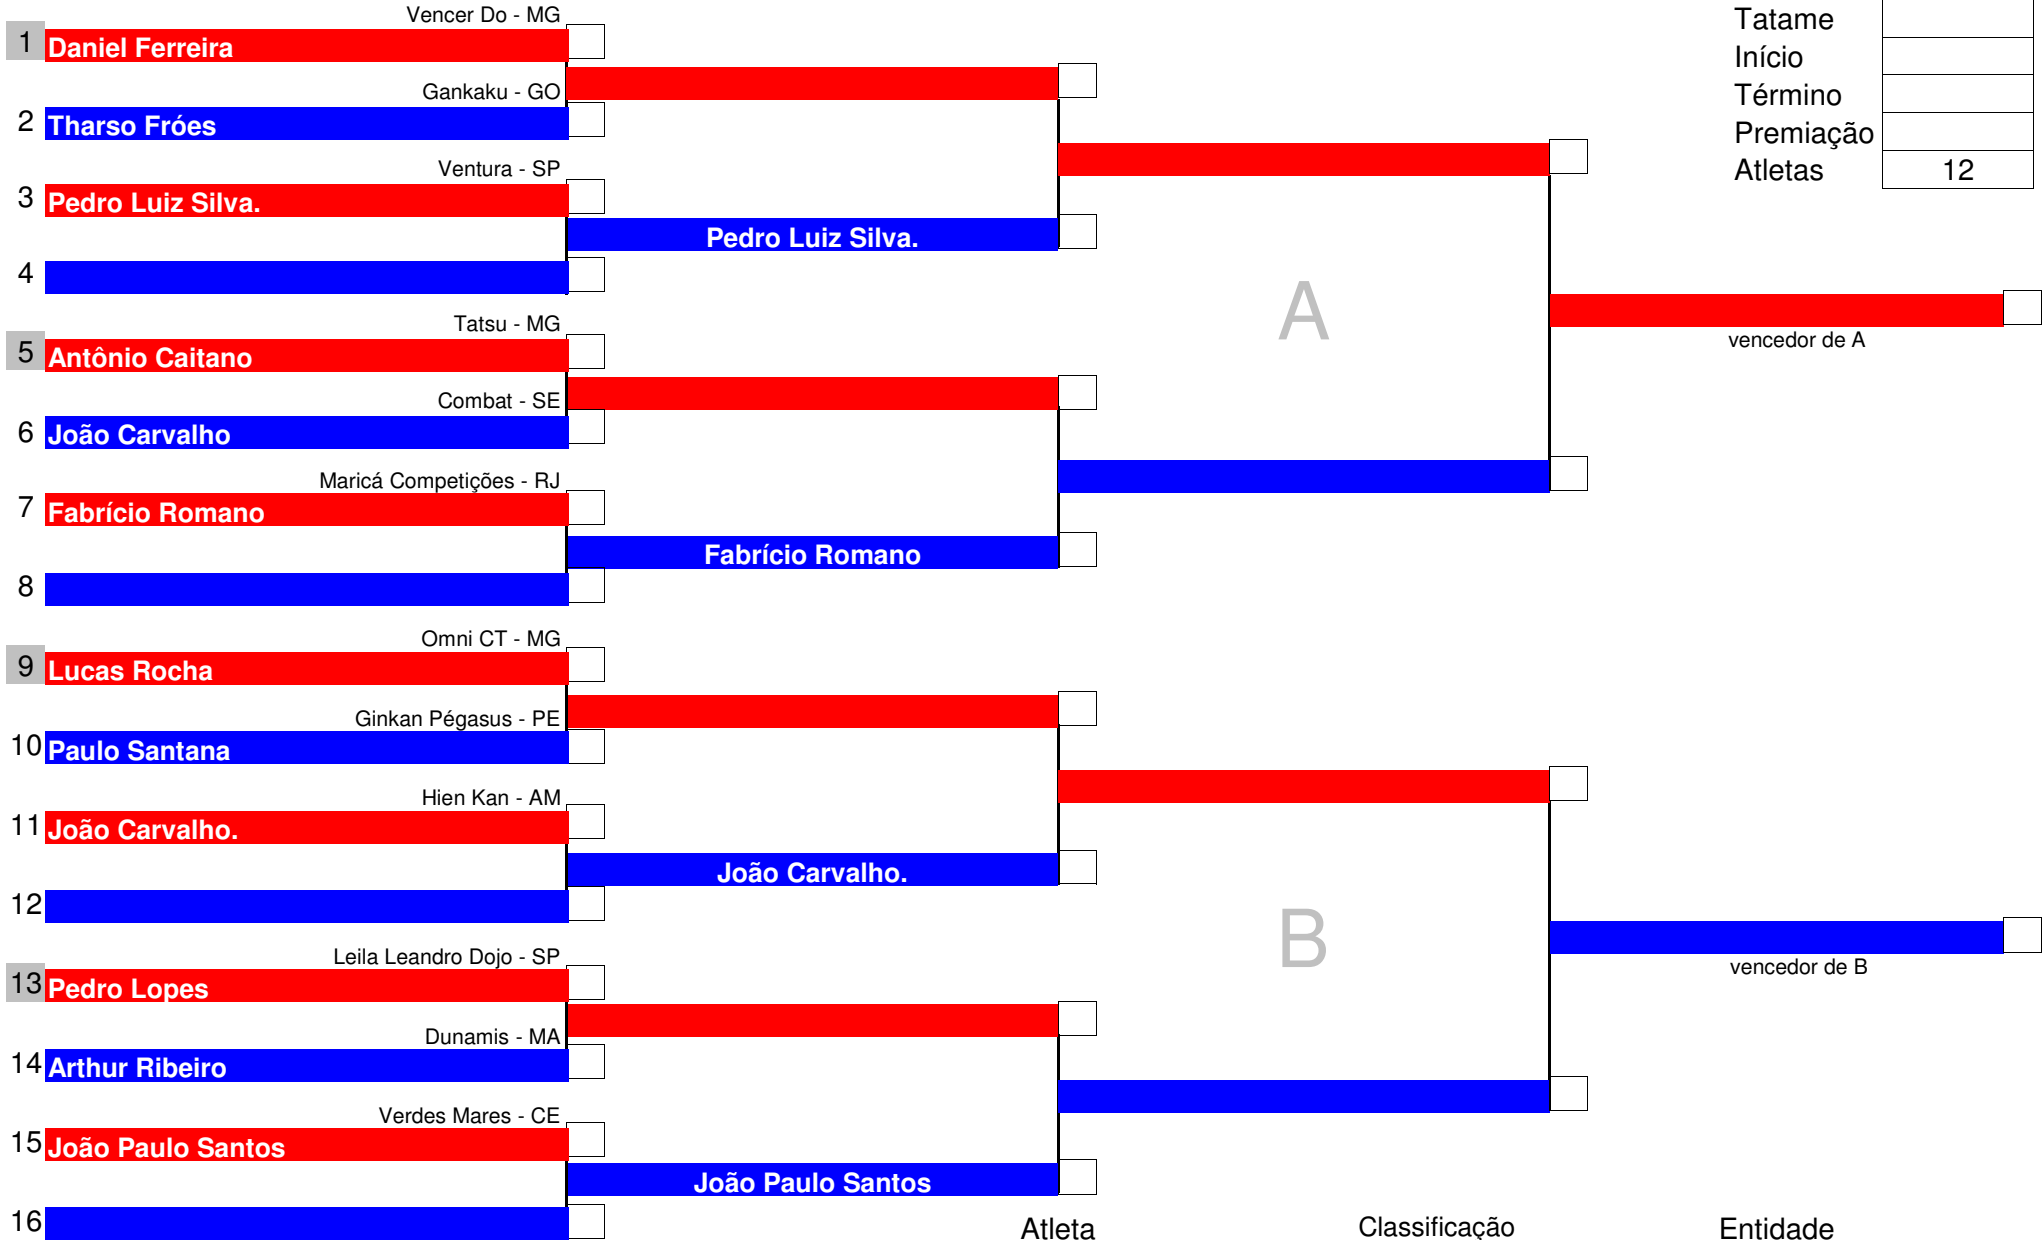 Vencer Do - MG
1 Daniel Ferreira
Gankaku - GO
2 Tharso Fróes
Ventura - SP
3 Pedro Luiz Silva.
Pedro Luiz Silva.
4
Tatsu - MG
5 Antônio Caitano
Combat - SE
6 João Carvalho
Maricá Competições - RJ
7 Fabrício Romano
Fabrício Romano
8
Omni CT - MG
9 Lucas Rocha
Ginkan Pégasus - PE
10 Paulo Santana
Hien Kan - AM
11 João Carvalho.
João Carvalho.
12
Leila Leandro Dojo - SP
13 Pedro Lopes
Dunamis - MA
14 Arthur Ribeiro
Verdes Mares - CE
15 João Paulo Santos
João Paulo Santos
16
A
B
vencedor de A
vencedor de B
Tatame
Início
Término
Premiação
Atletas 12
Atleta Classificação Entidade